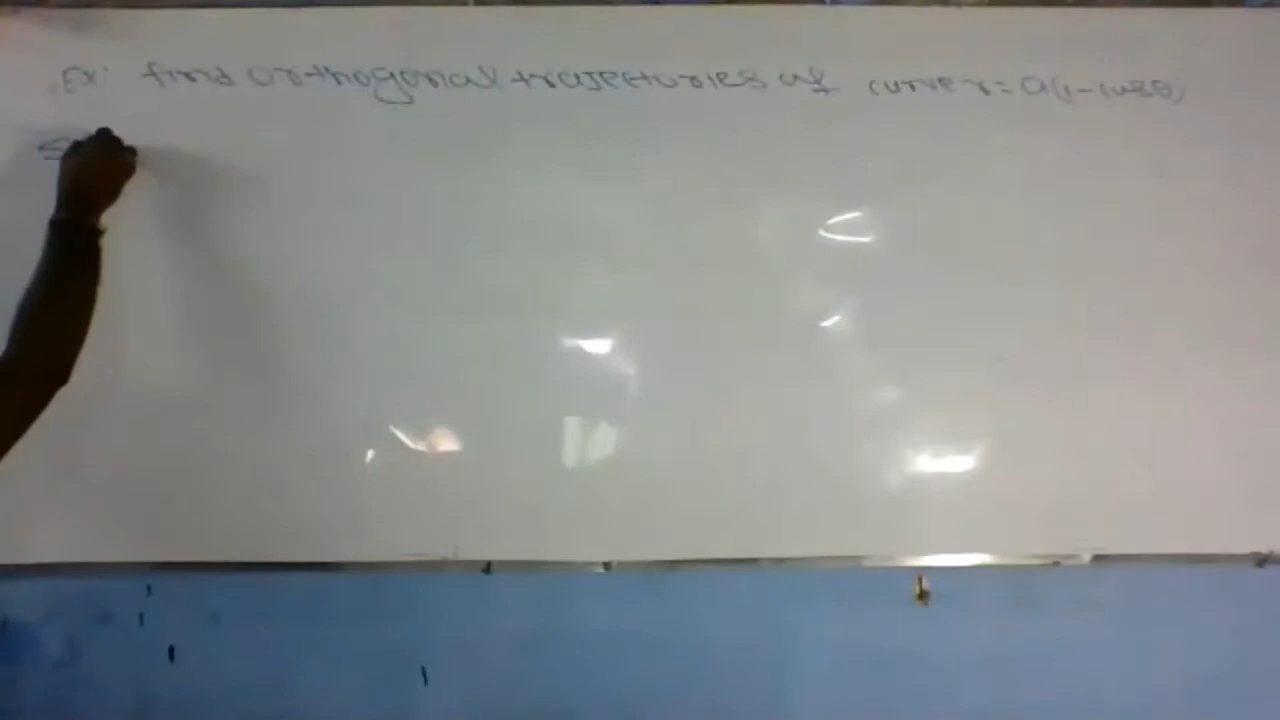 Ex: find orthogonal trajectories of curve r = a(1-cosθ)
S